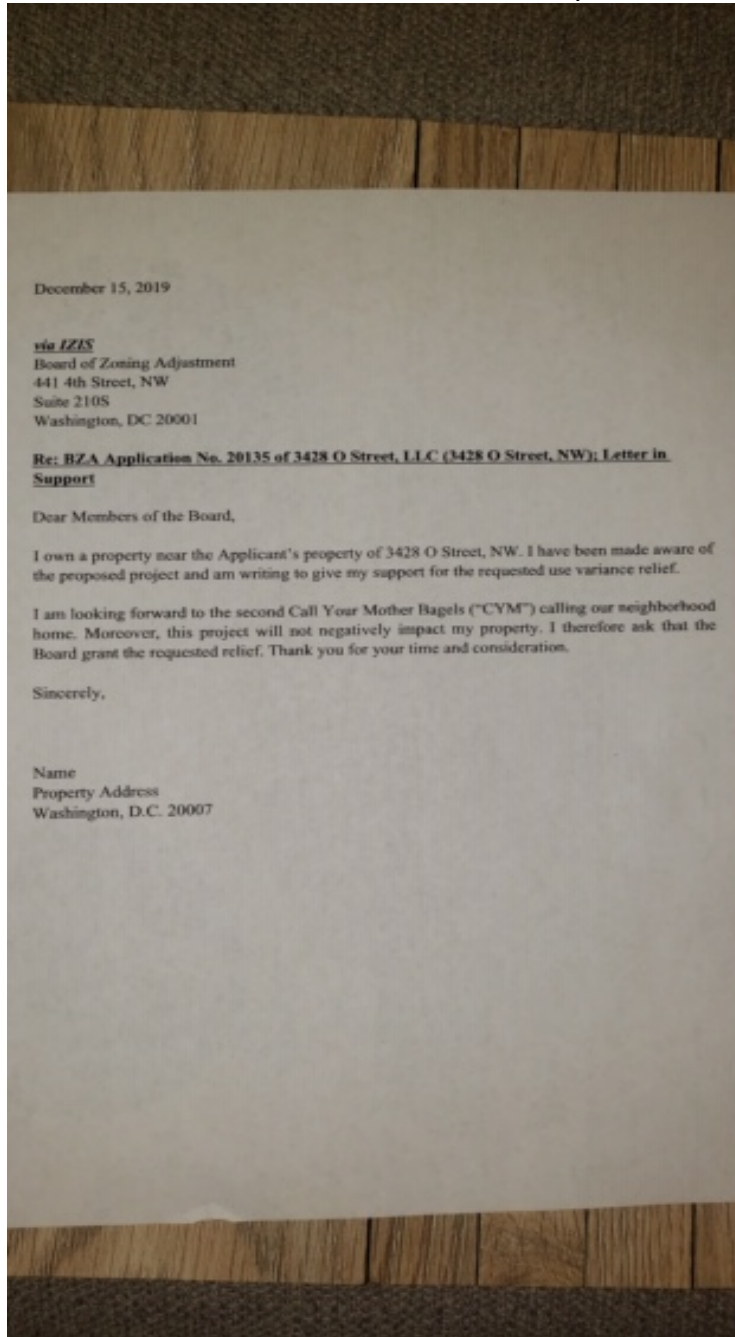 December 15, 2019
via IZIS
Board of Zoning Adjustment
441 4th Street, NW
Suite 210S
Washington, DC 20001
Re: BZA Application No. 20135 of 3428 O Street, LLC (3428 O Street, NW); Letter in
Support
Dear Members of the Board,
I own a property near the Applicant's property of 3428 O Street, NW. I have been made aware of
the proposed project and am writing to give my support for the requested use variance relief.
I am looking forward to the second Call Your Mother Bagels ("CYM") calling our neighborhood
home. Moreover, this project will not negatively impact my property. I therefore ask that the
Board grant the requested relief. Thank you for your time and consideration.
Sincerely,
Name
Property Address
Washington, D.C. 20007